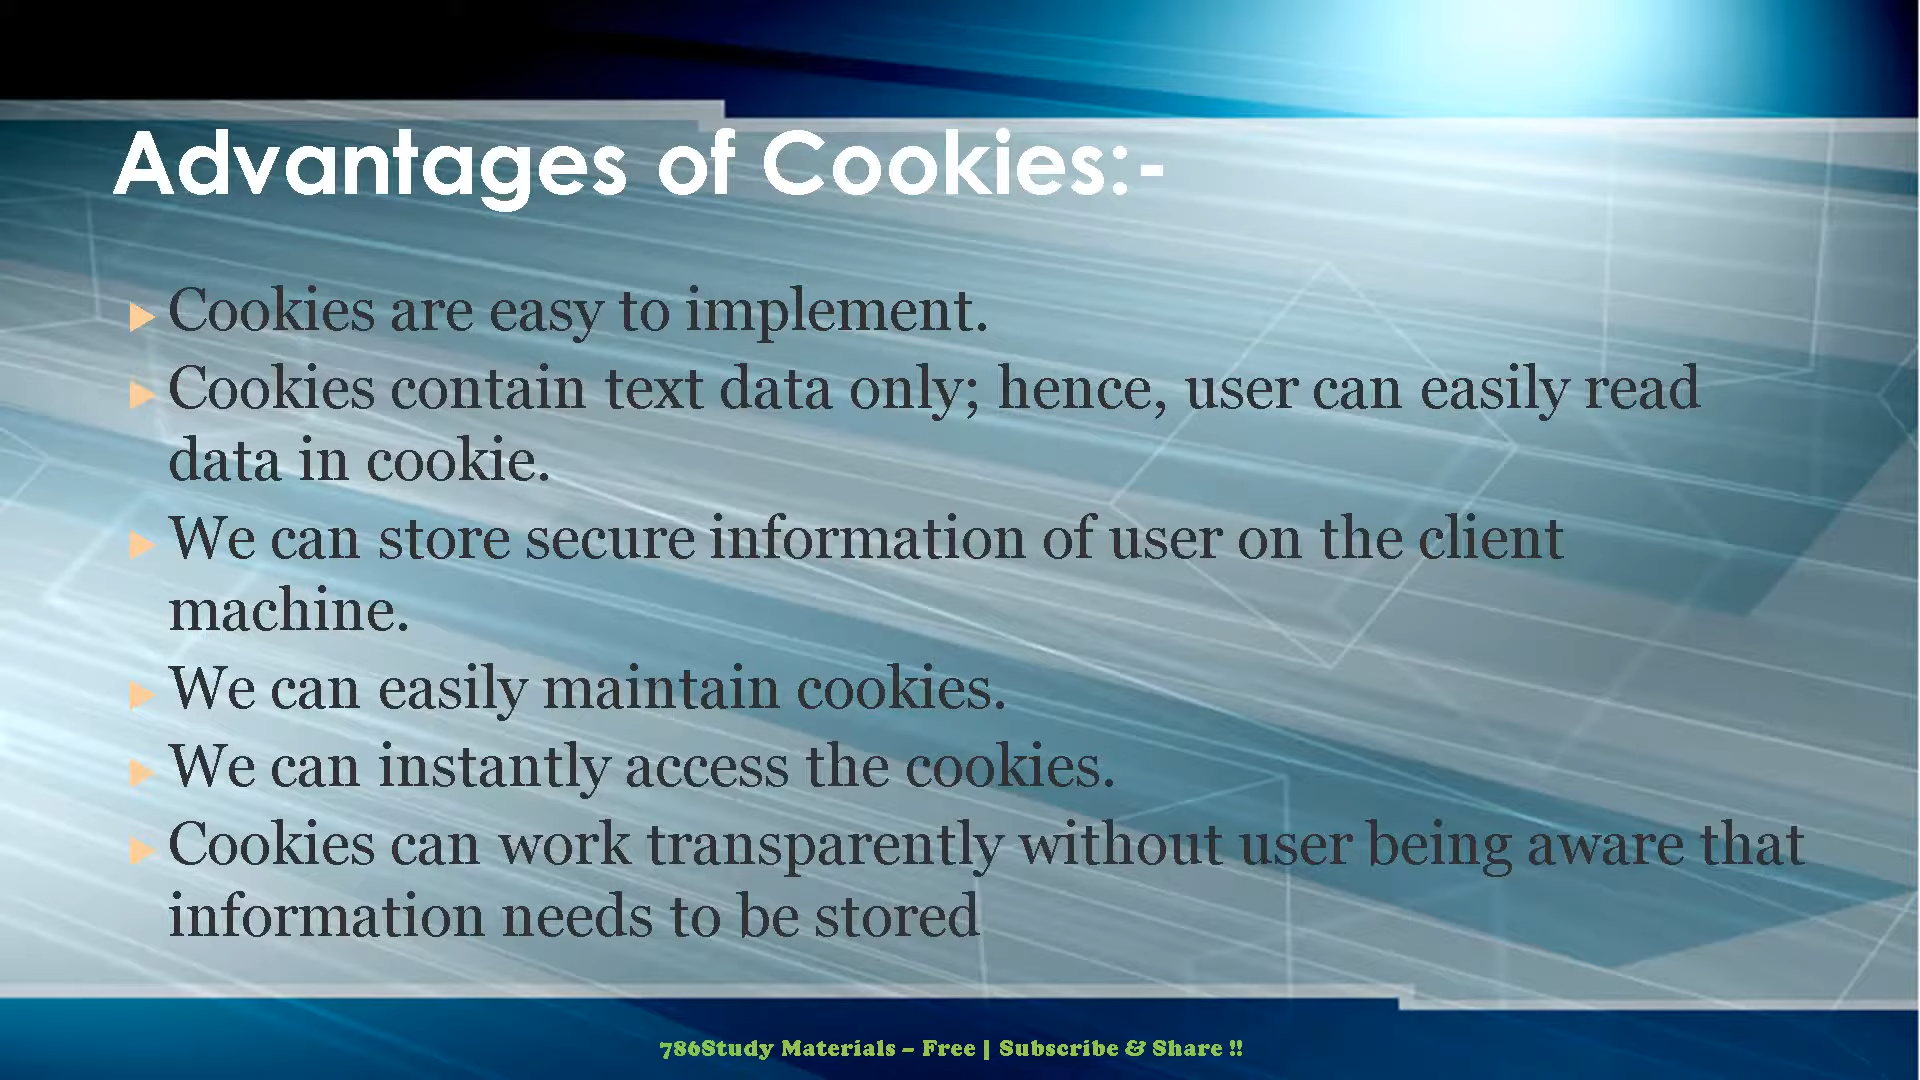 Advantages of Cookies:-
Cookies are easy to implement.
Cookies contain text data only; hence, user can easily read
data in cookie.
We can store secure information of user on the client
machine.
We can easily maintain cookies.
We can instantly access the cookies.
Cookies can work transparently without user being aware that
information needs to be stored
786Study Materials – Free | Subscribe & Share !!